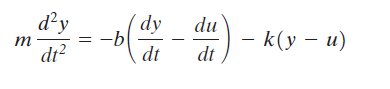 m d²y/dt² = −b( dy/dt − du/dt ) − k(y − u)